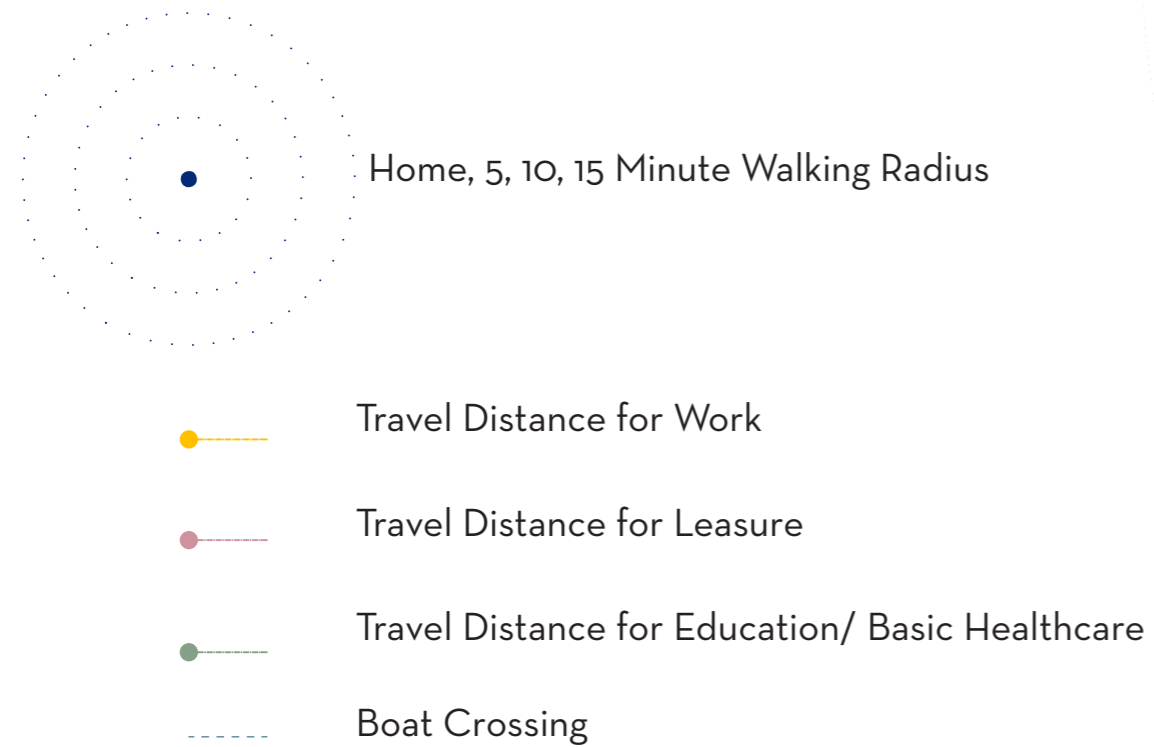 Home, 5, 10, 15 Minute Walking Radius
Travel Distance for Work
Travel Distance for Leasure
Travel Distance for Education/ Basic Healthcare
Boat Crossing